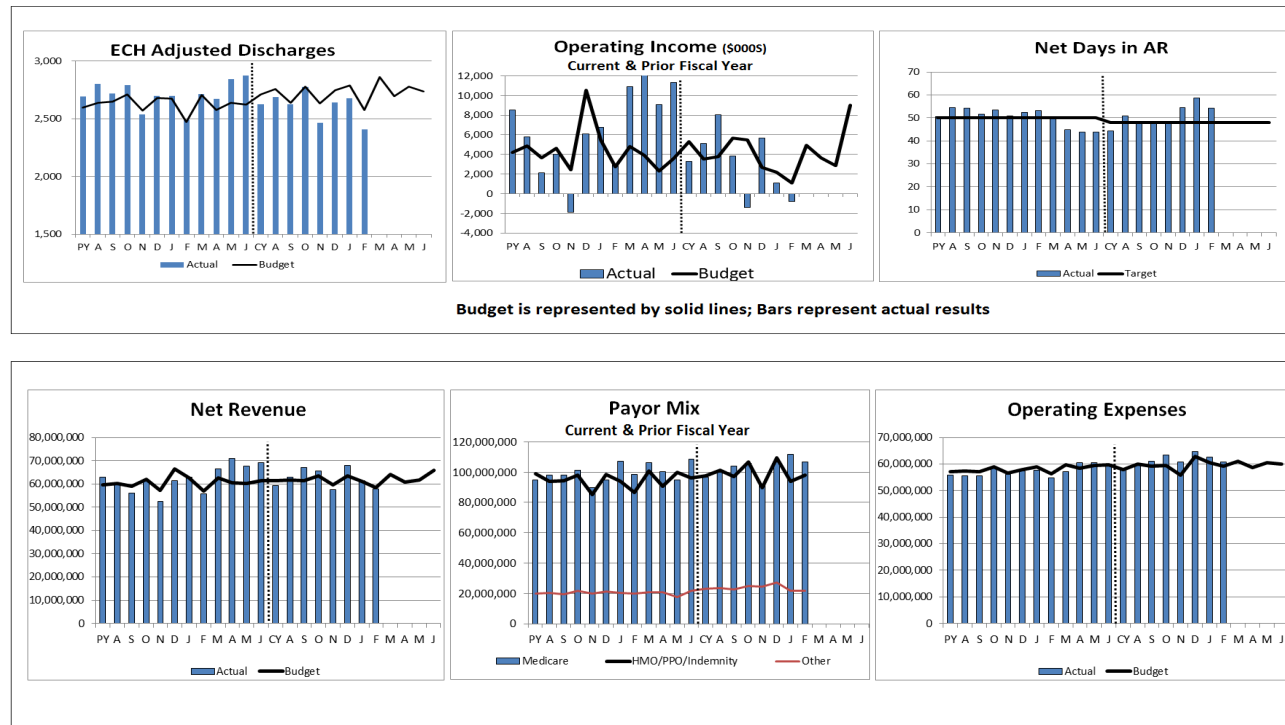 ECH Adjusted Discharges
3,000
2,500
2,000
1,500
PY A S O N D J F M A M J CY A S O N D J F M A M J
Actual Budget
Operating Income ($000S)
Current & Prior Fiscal Year
12,000
10,000
8,000
6,000
4,000
2,000
0
-2,000
-4,000
PY A S O N D J F M A M J CY A S O N D J F M A M J
Actual Budget
Net Days in AR
70
60
50
40
30
20
10
0
PY A S O N D J F M A M J CY A S O N D J F M A M J
Actual Target
Budget is represented by solid lines; Bars represent actual results
Net Revenue
80,000,000
70,000,000
60,000,000
50,000,000
40,000,000
30,000,000
20,000,000
10,000,000
0
PY A S O N D J F M A M J CY A S O N D J F M A M J
Actual Budget
Payor Mix
Current & Prior Fiscal Year
120,000,000
100,000,000
80,000,000
60,000,000
40,000,000
20,000,000
0
PY A S O N D J F M A M J CY A S O N D J F M A M J
Medicare HMO/PPO/Indemnity Other
Operating Expenses
70,000,000
60,000,000
50,000,000
40,000,000
30,000,000
20,000,000
10,000,000
0
PY A S O N D J F M A M J CY A S O N D J F M A M J
Actual Budget